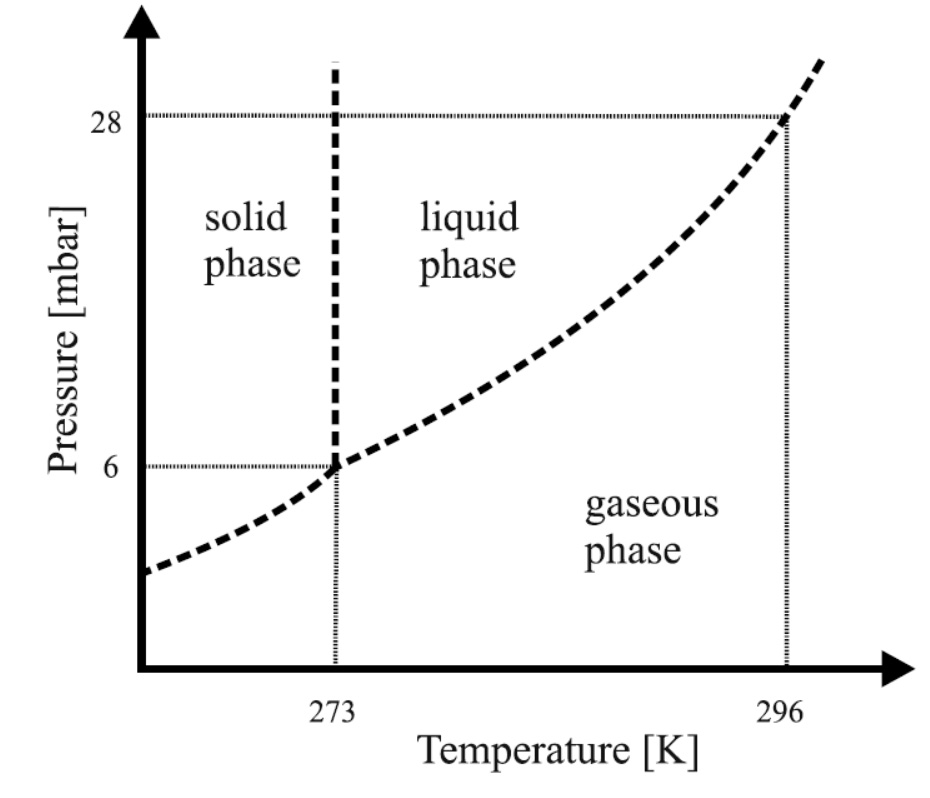 28
solid
phase
liquid
phase
Pressure [mbar]
6
gaseous
phase
273
296
Temperature [K]